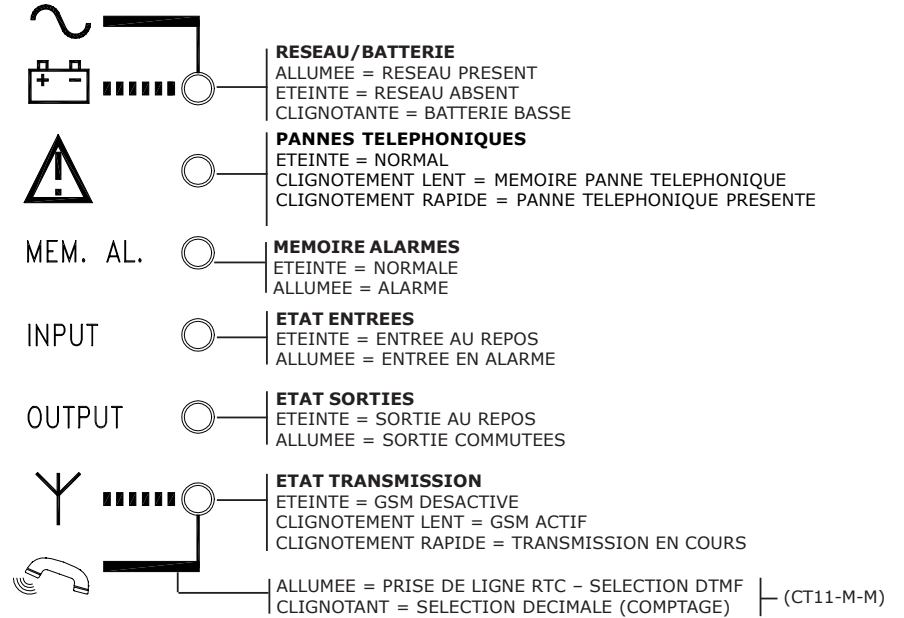 RESEAU/BATTERIE
ALLUMEE = RESEAU PRESENT
ETEINTE = RESEAU ABSENT
CLIGNOTANTE = BATTERIE BASSE
PANNES TELEPHONIQUES
ETEINTE = NORMAL
CLIGNOTEMENT LENT = MEMOIRE PANNE TELEPHONIQUE
CLIGNOTEMENT RAPIDE = PANNE TELEPHONIQUE PRESENTE
MEM. AL.
MEMOIRE ALARMES
ETEINTE = NORMALE
ALLUMEE = ALARME
INPUT
ETAT ENTREES
ETEINTE = ENTREE AU REPOS
ALLUMEE = ENTREE EN ALARME
OUTPUT
ETAT SORTIES
ETEINTE = SORTIE AU REPOS
ALLUMEE = SORTIE COMMUTEES
ETAT TRANSMISSION
ETEINTE = GSM DESACTIVE
CLIGNOTEMENT LENT = GSM ACTIF
CLIGNOTEMENT RAPIDE = TRANSMISSION EN COURS
ALLUMEE = PRISE DE LIGNE RTC – SELECTION DTMF
CLIGNOTANT = SELECTION DECIMALE (COMPTAGE)
(CT11-M-M)